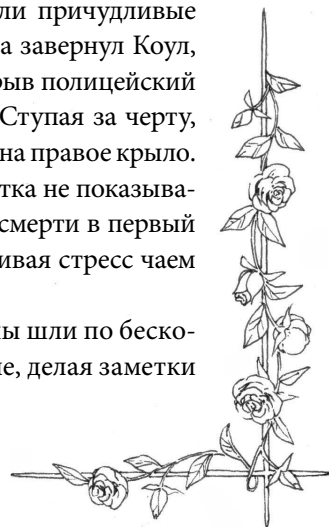 ли причудливые
а завернул Коул,
рыв полицейский
Ступая за черту,
на правое крыло.
тка не показыва-
смерти в первый
ивая стресс чаем
ы шли по беско-
ие, делая заметки